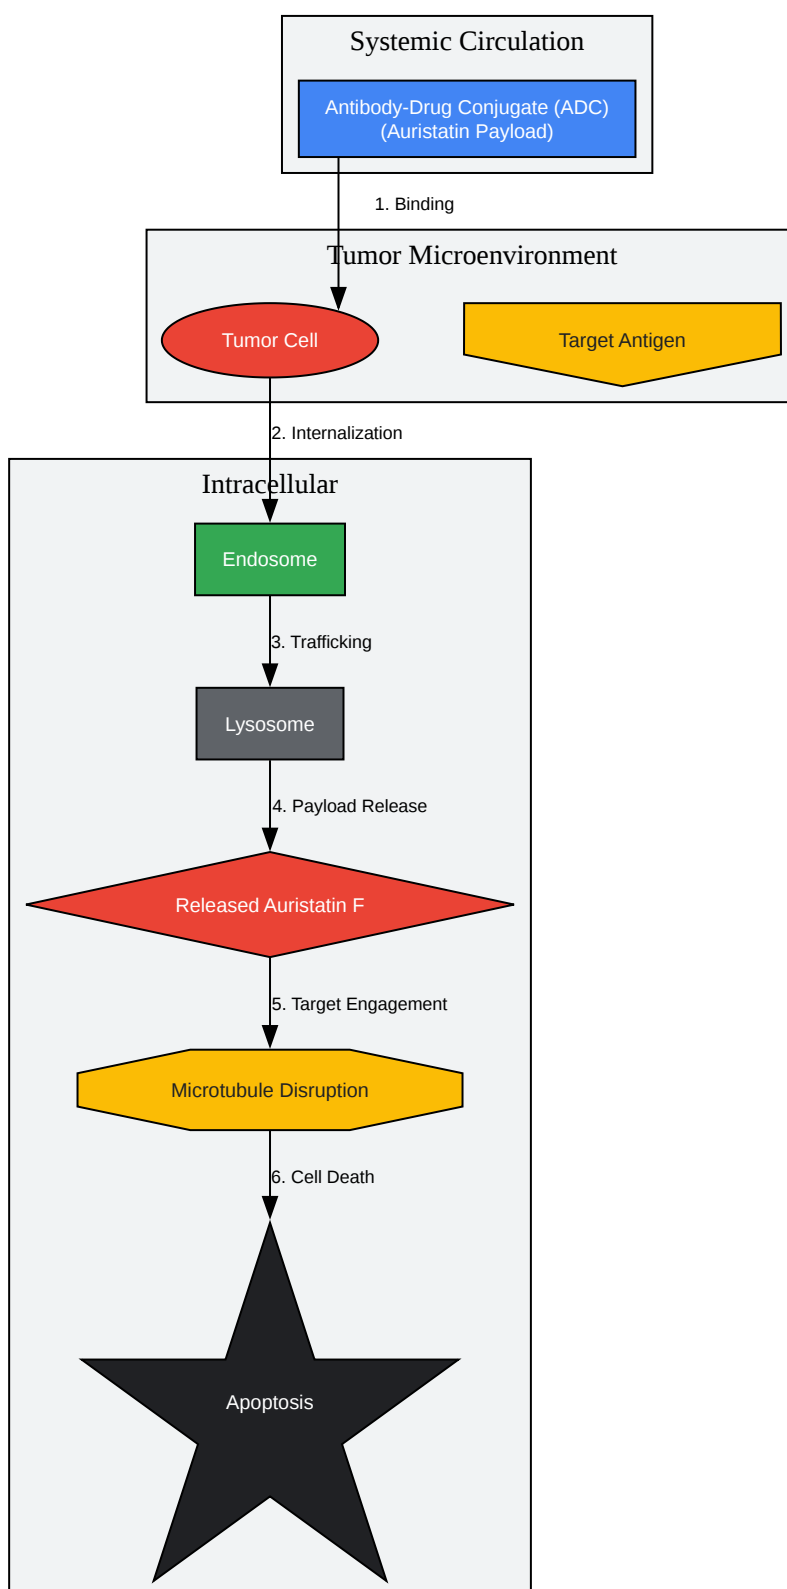 Systemic Circulation
Antibody-Drug Conjugate (ADC)
(Auristatin Payload)
1. Binding
Tumor Microenvironment
Tumor Cell
Target Antigen
2. Internalization
Intracellular
Endosome
3. Trafficking
Lysosome
4. Payload Release
Released Auristatin F
5. Target Engagement
Microtubule Disruption
6. Cell Death
Apoptosis